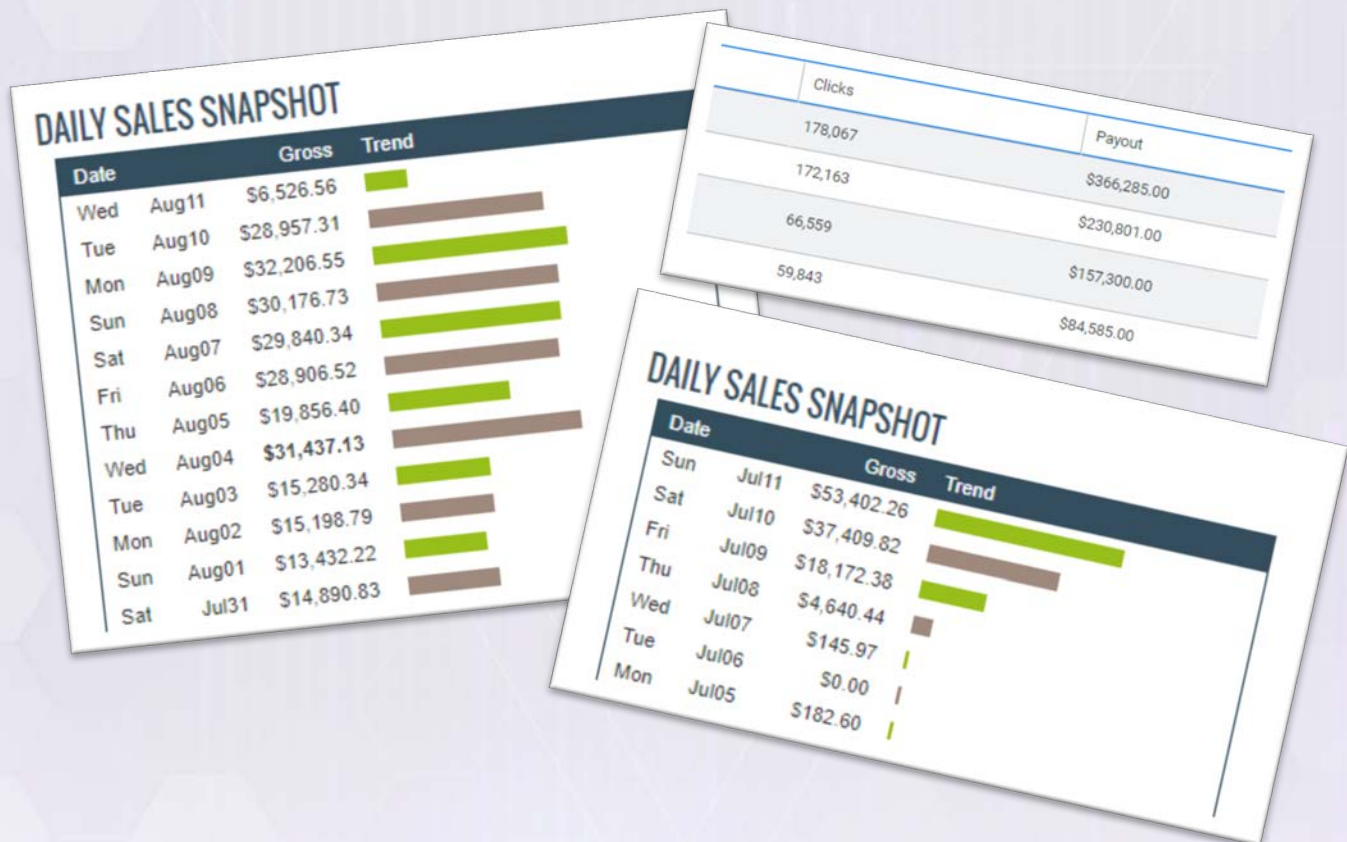 DAILY SALES SNAPSHOT
Date Gross Trend
Wed Aug11 $6,526.56
Tue Aug10 $28,957.31
Mon Aug09 $32,206.55
Sun Aug08 $30,176.73
Sat Aug07 $29,840.34
Fri Aug06 $28,906.52
Thu Aug05 $19,856.40
Wed Aug04 $31,437.13
Tue Aug03 $15,280.34
Mon Aug02 $15,198.79
Sun Aug01 $13,432.22
Sat Jul31 $14,890.83
Clicks Payout
178,067 $366,285.00
172,163 $230,801.00
66,559 $157,300.00
59,843 $84,585.00
DAILY SALES SNAPSHOT
Date Gross Trend
Sun Jul11 $53,402.26
Sat Jul10 $37,409.82
Fri Jul09 $18,172.38
Thu Jul08 $4,640.44
Wed Jul07 $145.97
Tue Jul06 $0.00
Mon Jul05 $182.60